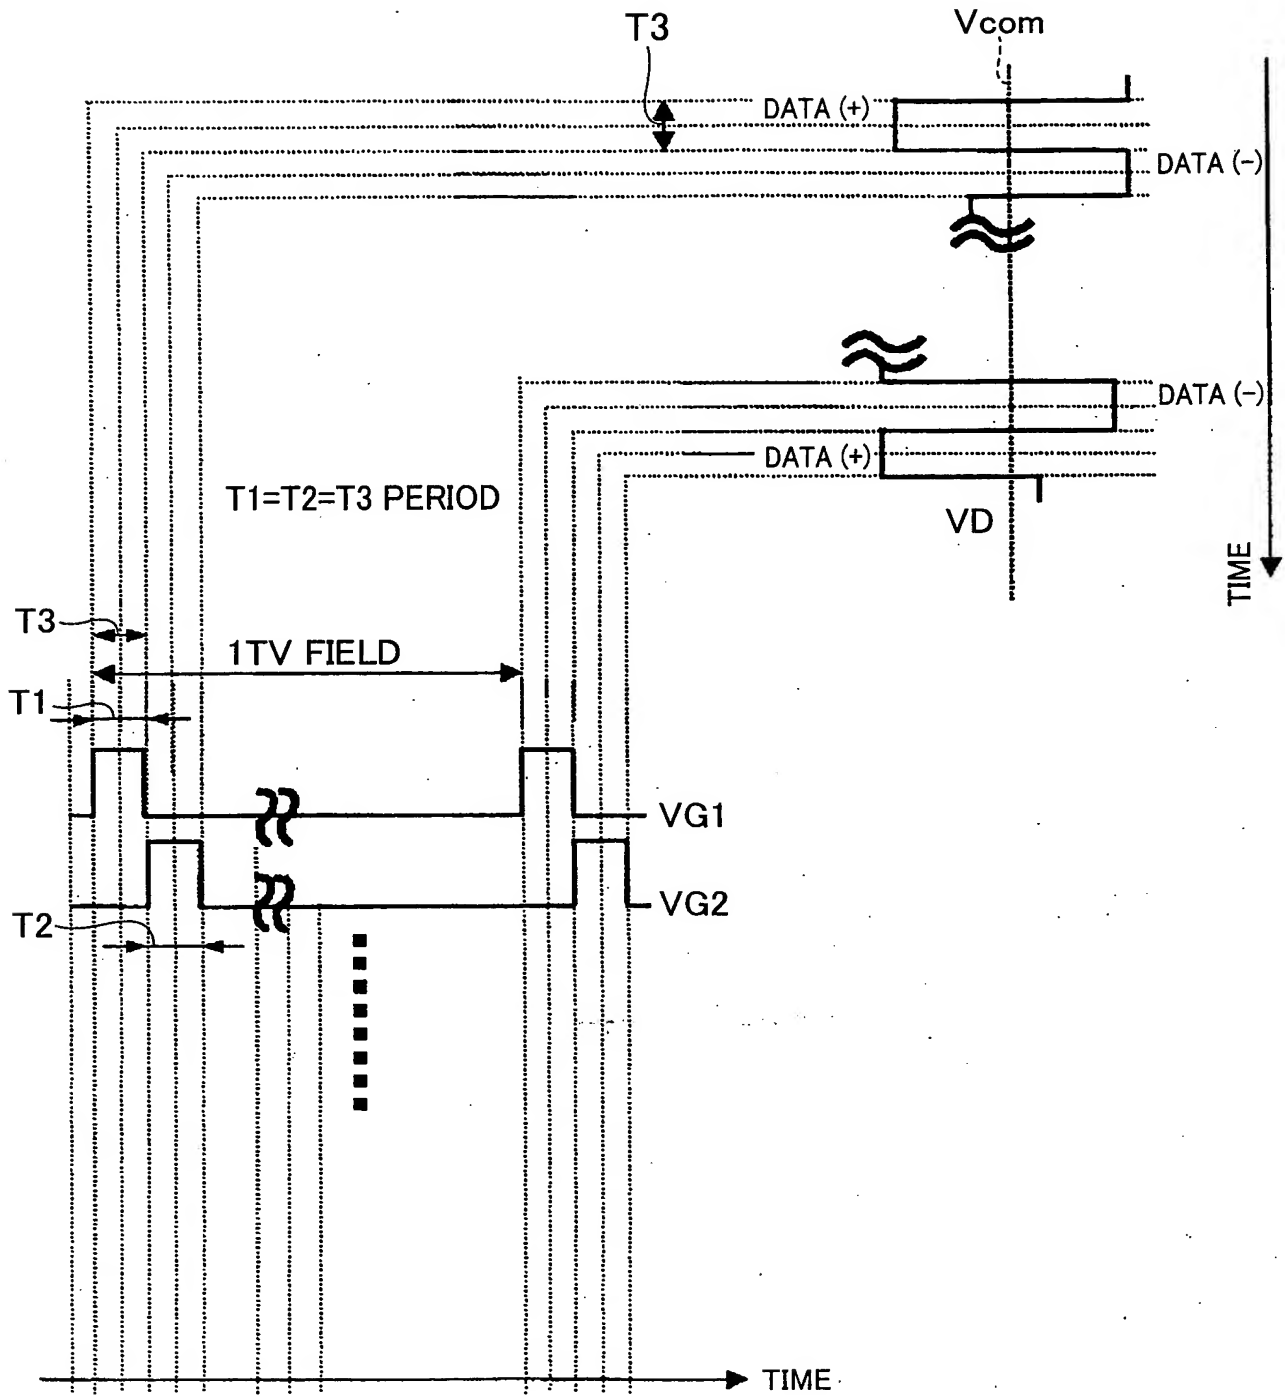 T3
Vcom
DATA (+)
DATA (-)
DATA (-)
DATA (+)
T1=T2=T3 PERIOD
VD
TIME
T3
1TV FIELD
T1
VG1
VG2
T2
TIME